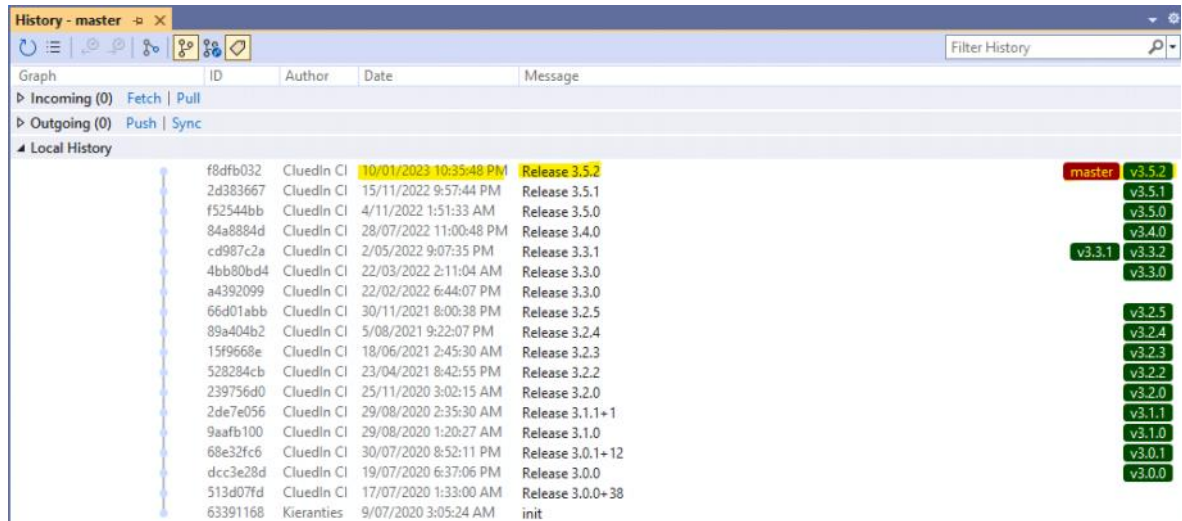 History - master
Filter History
Graph ID Author Date Message
Incoming (0) Fetch | Pull
Outgoing (0) Push | Sync
Local History
f8dfb032 CluedIn CI 10/01/2023 10:35:48 PM Release 3.5.2 master v3.5.2
2d383667 CluedIn CI 15/11/2022 9:57:44 PM Release 3.5.1 v3.5.1
f52544bb CluedIn CI 4/11/2022 1:51:33 AM Release 3.5.0 v3.5.0
84a8884d CluedIn CI 28/07/2022 11:00:48 PM Release 3.4.0 v3.4.0
cd987c2a CluedIn CI 2/05/2022 9:07:35 PM Release 3.3.1 v3.3.1 v3.3.2
4bb80bd4 CluedIn CI 22/03/2022 2:11:04 AM Release 3.3.0 v3.3.0
a4392099 CluedIn CI 22/02/2022 6:44:07 PM Release 3.3.0
66d01abb CluedIn CI 30/11/2021 8:00:38 PM Release 3.2.5 v3.2.5
89a404b2 CluedIn CI 5/08/2021 9:22:07 PM Release 3.2.4 v3.2.4
15f9668e CluedIn CI 18/06/2021 2:45:30 AM Release 3.2.3 v3.2.3
528284cb CluedIn CI 23/04/2021 8:42:55 PM Release 3.2.2 v3.2.2
239756d0 CluedIn CI 25/11/2020 3:02:15 AM Release 3.2.0 v3.2.0
2de7e056 CluedIn CI 29/08/2020 2:35:30 AM Release 3.1.1+1 v3.1.1
9aafb100 CluedIn CI 29/08/2020 1:20:27 AM Release 3.1.0 v3.1.0
68e32fc6 CluedIn CI 30/07/2020 8:52:11 PM Release 3.0.1+12 v3.0.1
dcc3e28d CluedIn CI 19/07/2020 6:37:06 PM Release 3.0.0 v3.0.0
513d07fd CluedIn CI 17/07/2020 1:33:00 AM Release 3.0.0+38
63391168 Kieranties 9/07/2020 3:05:24 AM init